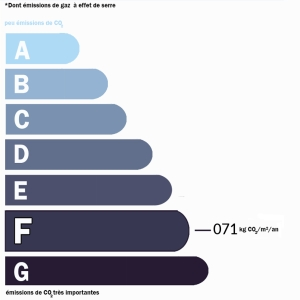 *Dont émissions de gaz à effet de serre
peu émissions de CO₂
A
B
C
D
E
F 071 kg CO₂/m²/an
G
émissions de CO₂ très importantes